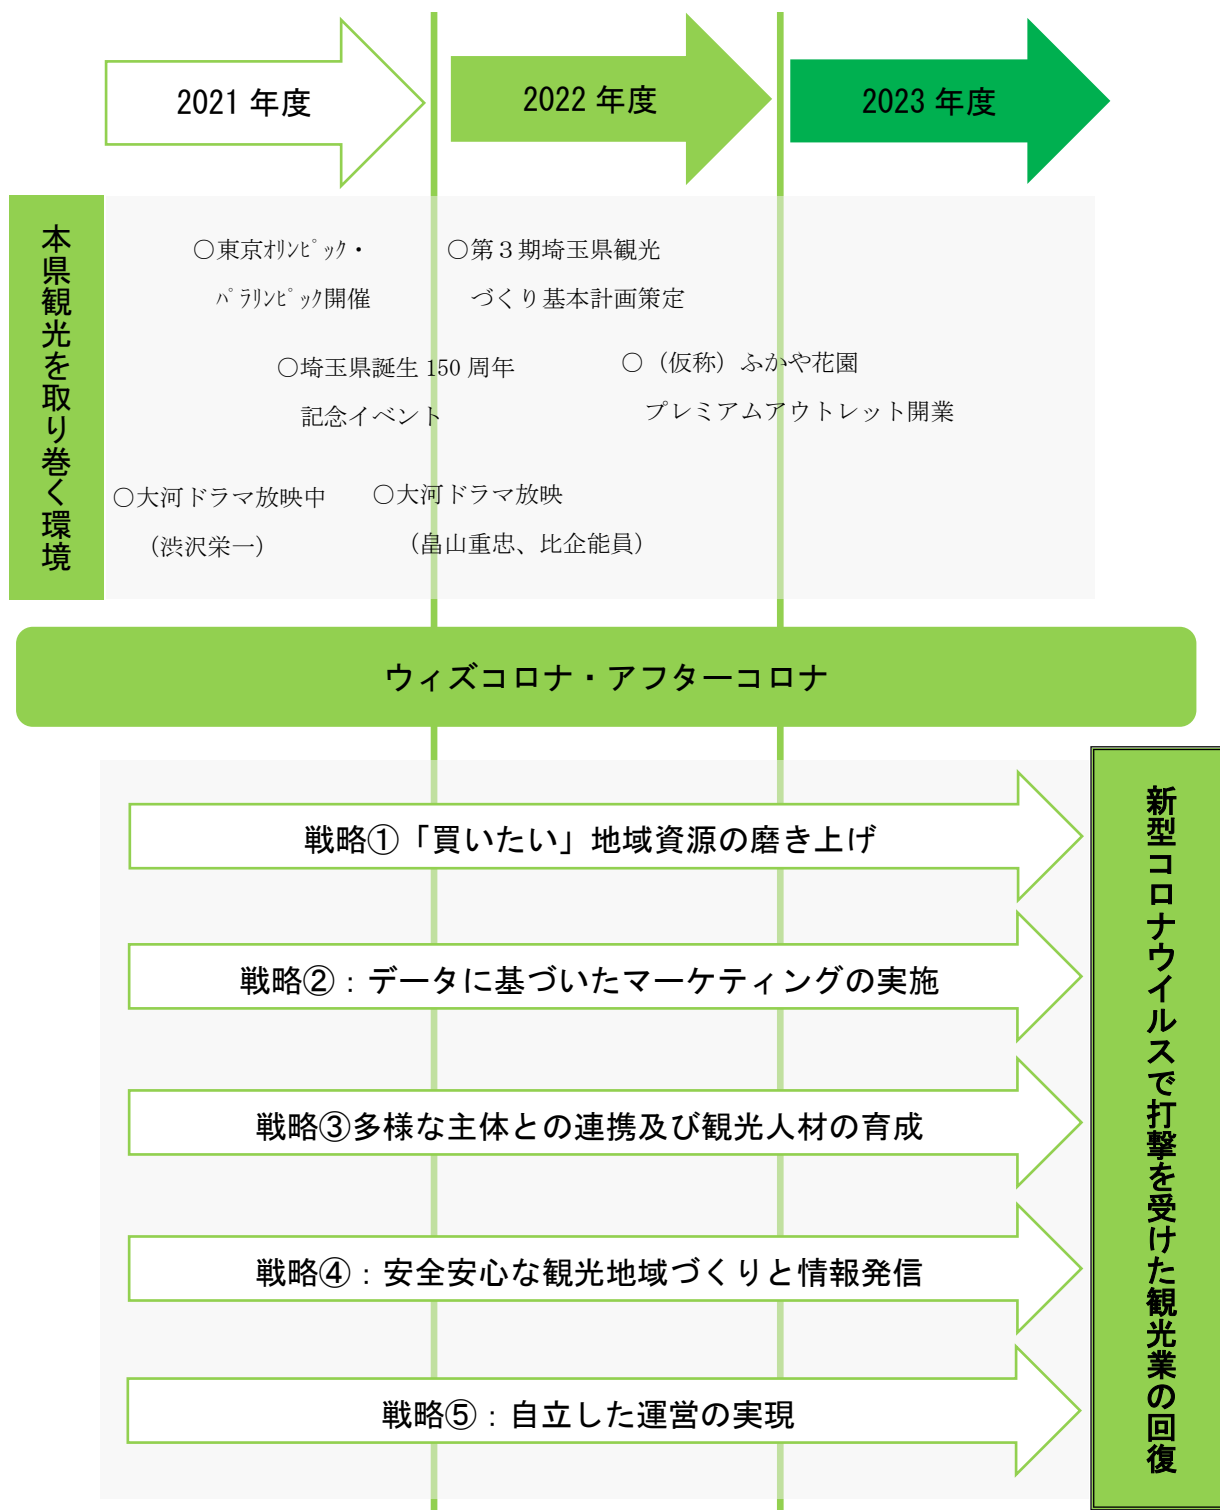 2021 年度
2022 年度
2023 年度
本県観光を取り巻く環境
○東京ｵﾘﾝﾋﾟｯｸ・
ﾊﾟﾗﾘﾝﾋﾟｯｸ開催
○第３期埼玉県観光
づくり基本計画策定
○埼玉県誕生 150 周年
記念イベント
○（仮称）ふかや花園
プレミアムアウトレット開業
○大河ドラマ放映中
（渋沢栄一）
○大河ドラマ放映
（畠山重忠、比企能員）
ウィズコロナ・アフターコロナ
戦略①「買いたい」地域資源の磨き上げ
戦略②：データに基づいたマーケティングの実施
戦略③多様な主体との連携及び観光人材の育成
戦略④：安全安心な観光地域づくりと情報発信
戦略⑤：自立した運営の実現
新型コロナウイルスで打撃を受けた観光業の回復